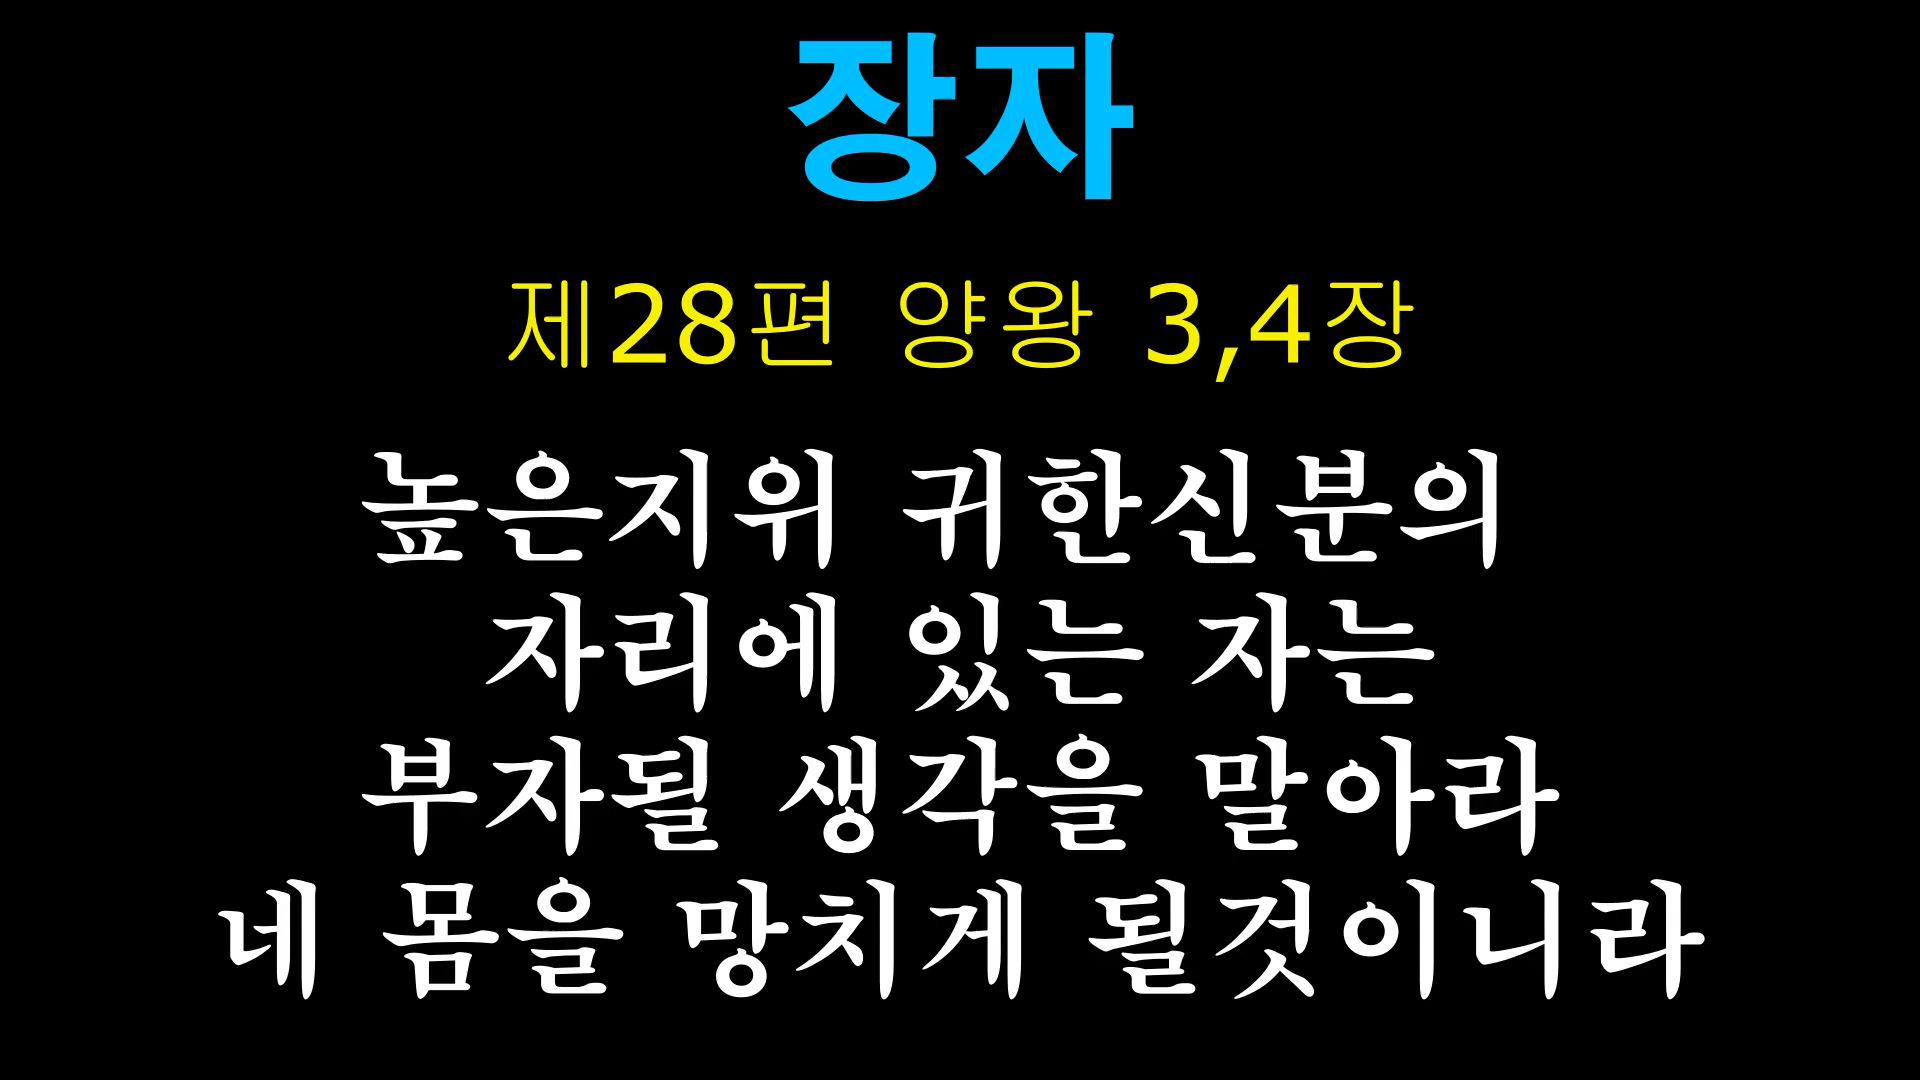 장자
제28편 양왕 3,4장
높은지위 귀한신분의
자리에 있는 자는
부자될 생각을 말아라
네 몸을 망치게 될것이니라